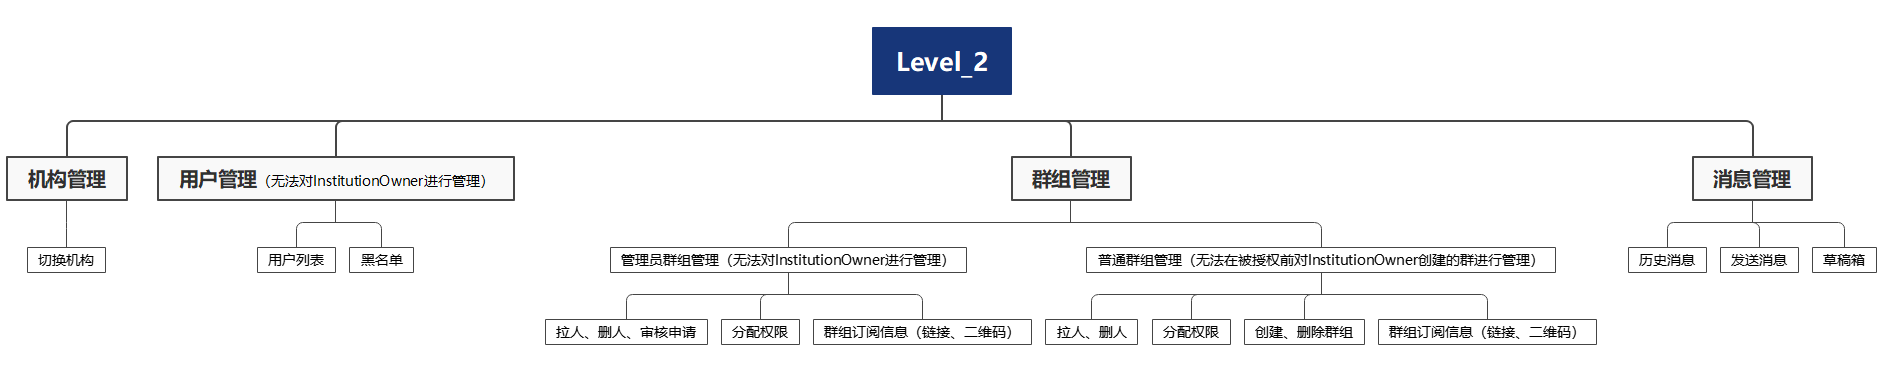 Level_2
机构管理
用户管理（无法对InstitutionOwner进行管理）
群组管理
消息管理
切换机构
用户列表
黑名单
管理员群组管理（无法对InstitutionOwner进行管理）
普通群组管理（无法在被授权前对InstitutionOwner创建的群进行管理）
历史消息
发送消息
草稿箱
拉人、删人、审核申请
分配权限
群组订阅信息（链接、二维码）
拉人、删人
分配权限
创建、删除群组
群组订阅信息（链接、二维码）